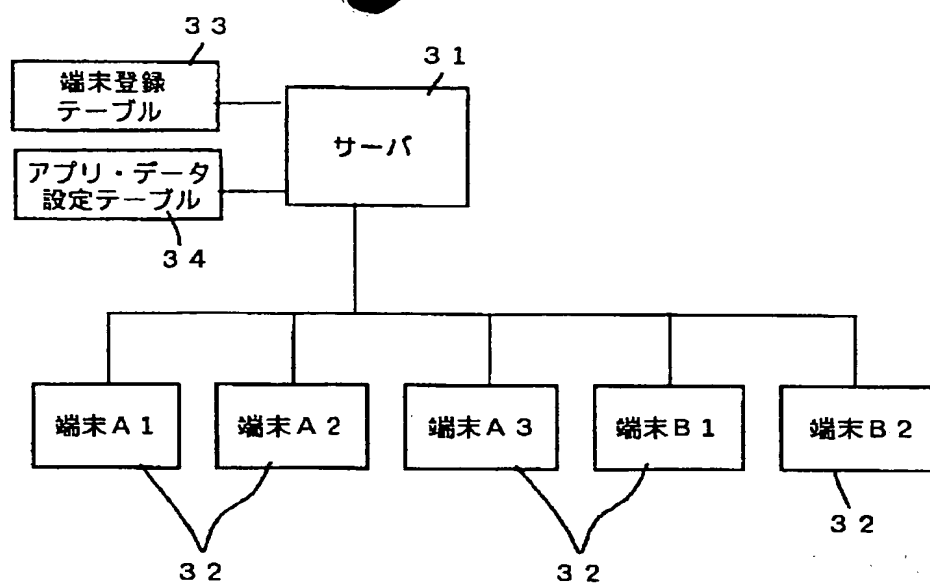 ３３
端末登録
テーブル
３１
サーバ
アプリ・データ
設定テーブル
３４
端末Ａ１
端末Ａ２
端末Ａ３
端末Ｂ１
端末Ｂ２
３２
３２
３２